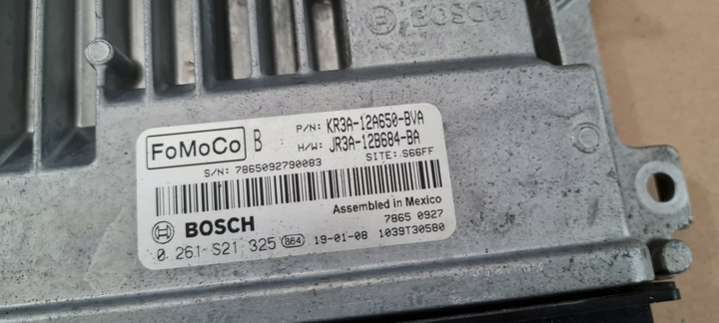 BOSCH
FoMoCo B P/N: KR3A-12A650-BVA
H/W: JR3A-12B684-BA
S/N: 7865092790083 SITE: S66FF
Assembled in Mexico
BOSCH 7865 0927
0 261 S21 325 B64 19-01-08 1039T30580